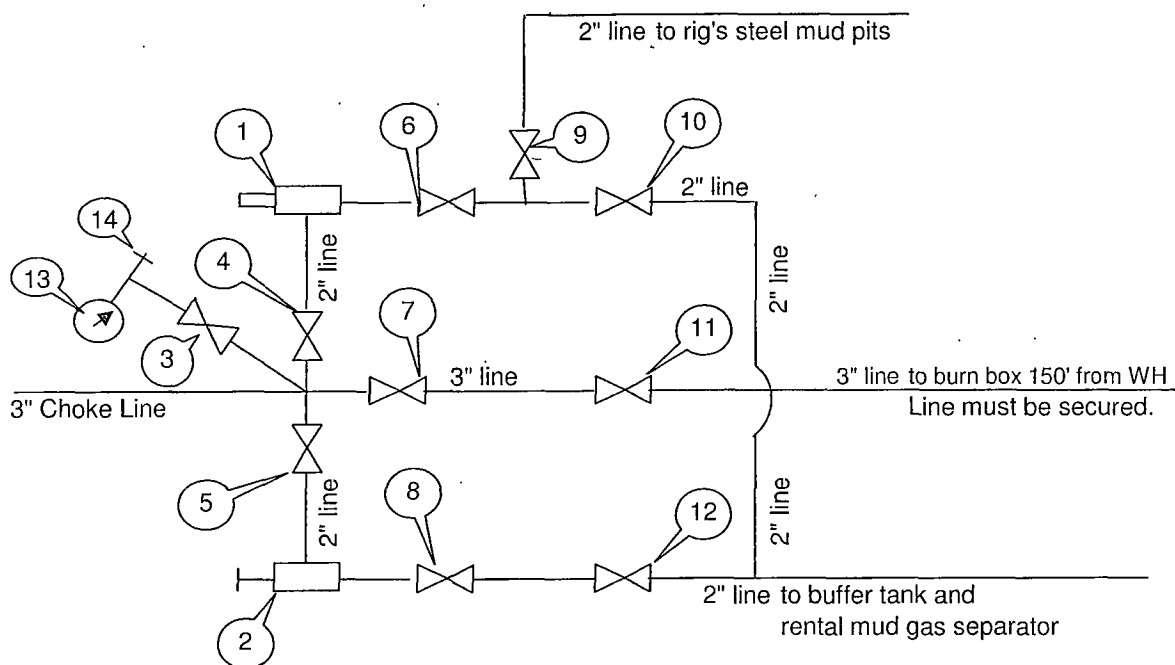 2" line to rig's steel mud pits
1
6
9
10
2" line
14
13
4
2" line
2" line
3
7
3" line
11
3" Choke Line
3" line to burn box 150' from WH
Line must be secured.
5
2" line
8
12
2" line
2
2" line to buffer tank and
rental mud gas separator